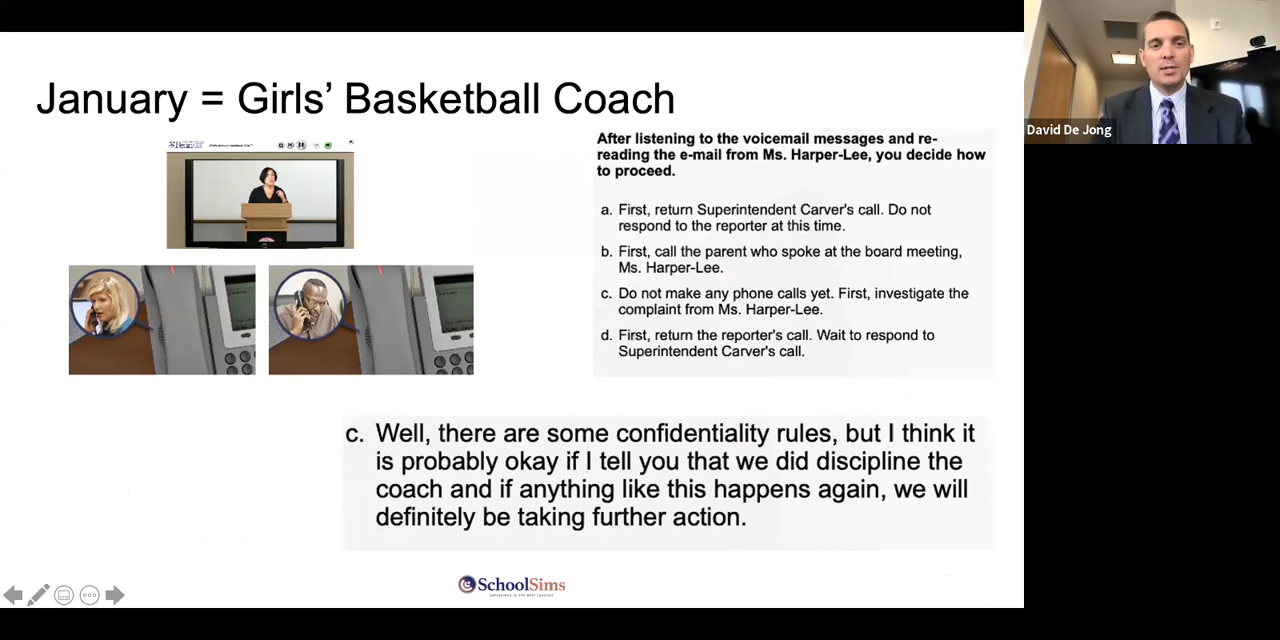 January = Girls’ Basketball Coach
After listening to the voicemail messages and re-
reading the e-mail from Ms. Harper-Lee, you decide how
to proceed.
a. First, return Superintendent Carver's call. Do not
respond to the reporter at this time.
b. First, call the parent who spoke at the board meeting,
Ms. Harper-Lee.
c. Do not make any phone calls yet. First, investigate the
complaint from Ms. Harper-Lee.
d. First, return the reporter's call. Wait to respond to
Superintendent Carver's call.
c. Well, there are some confidentiality rules, but I think it
is probably okay if I tell you that we did discipline the
coach and if anything like this happens again, we will
definitely be taking further action.
SchoolSims
David De Jong